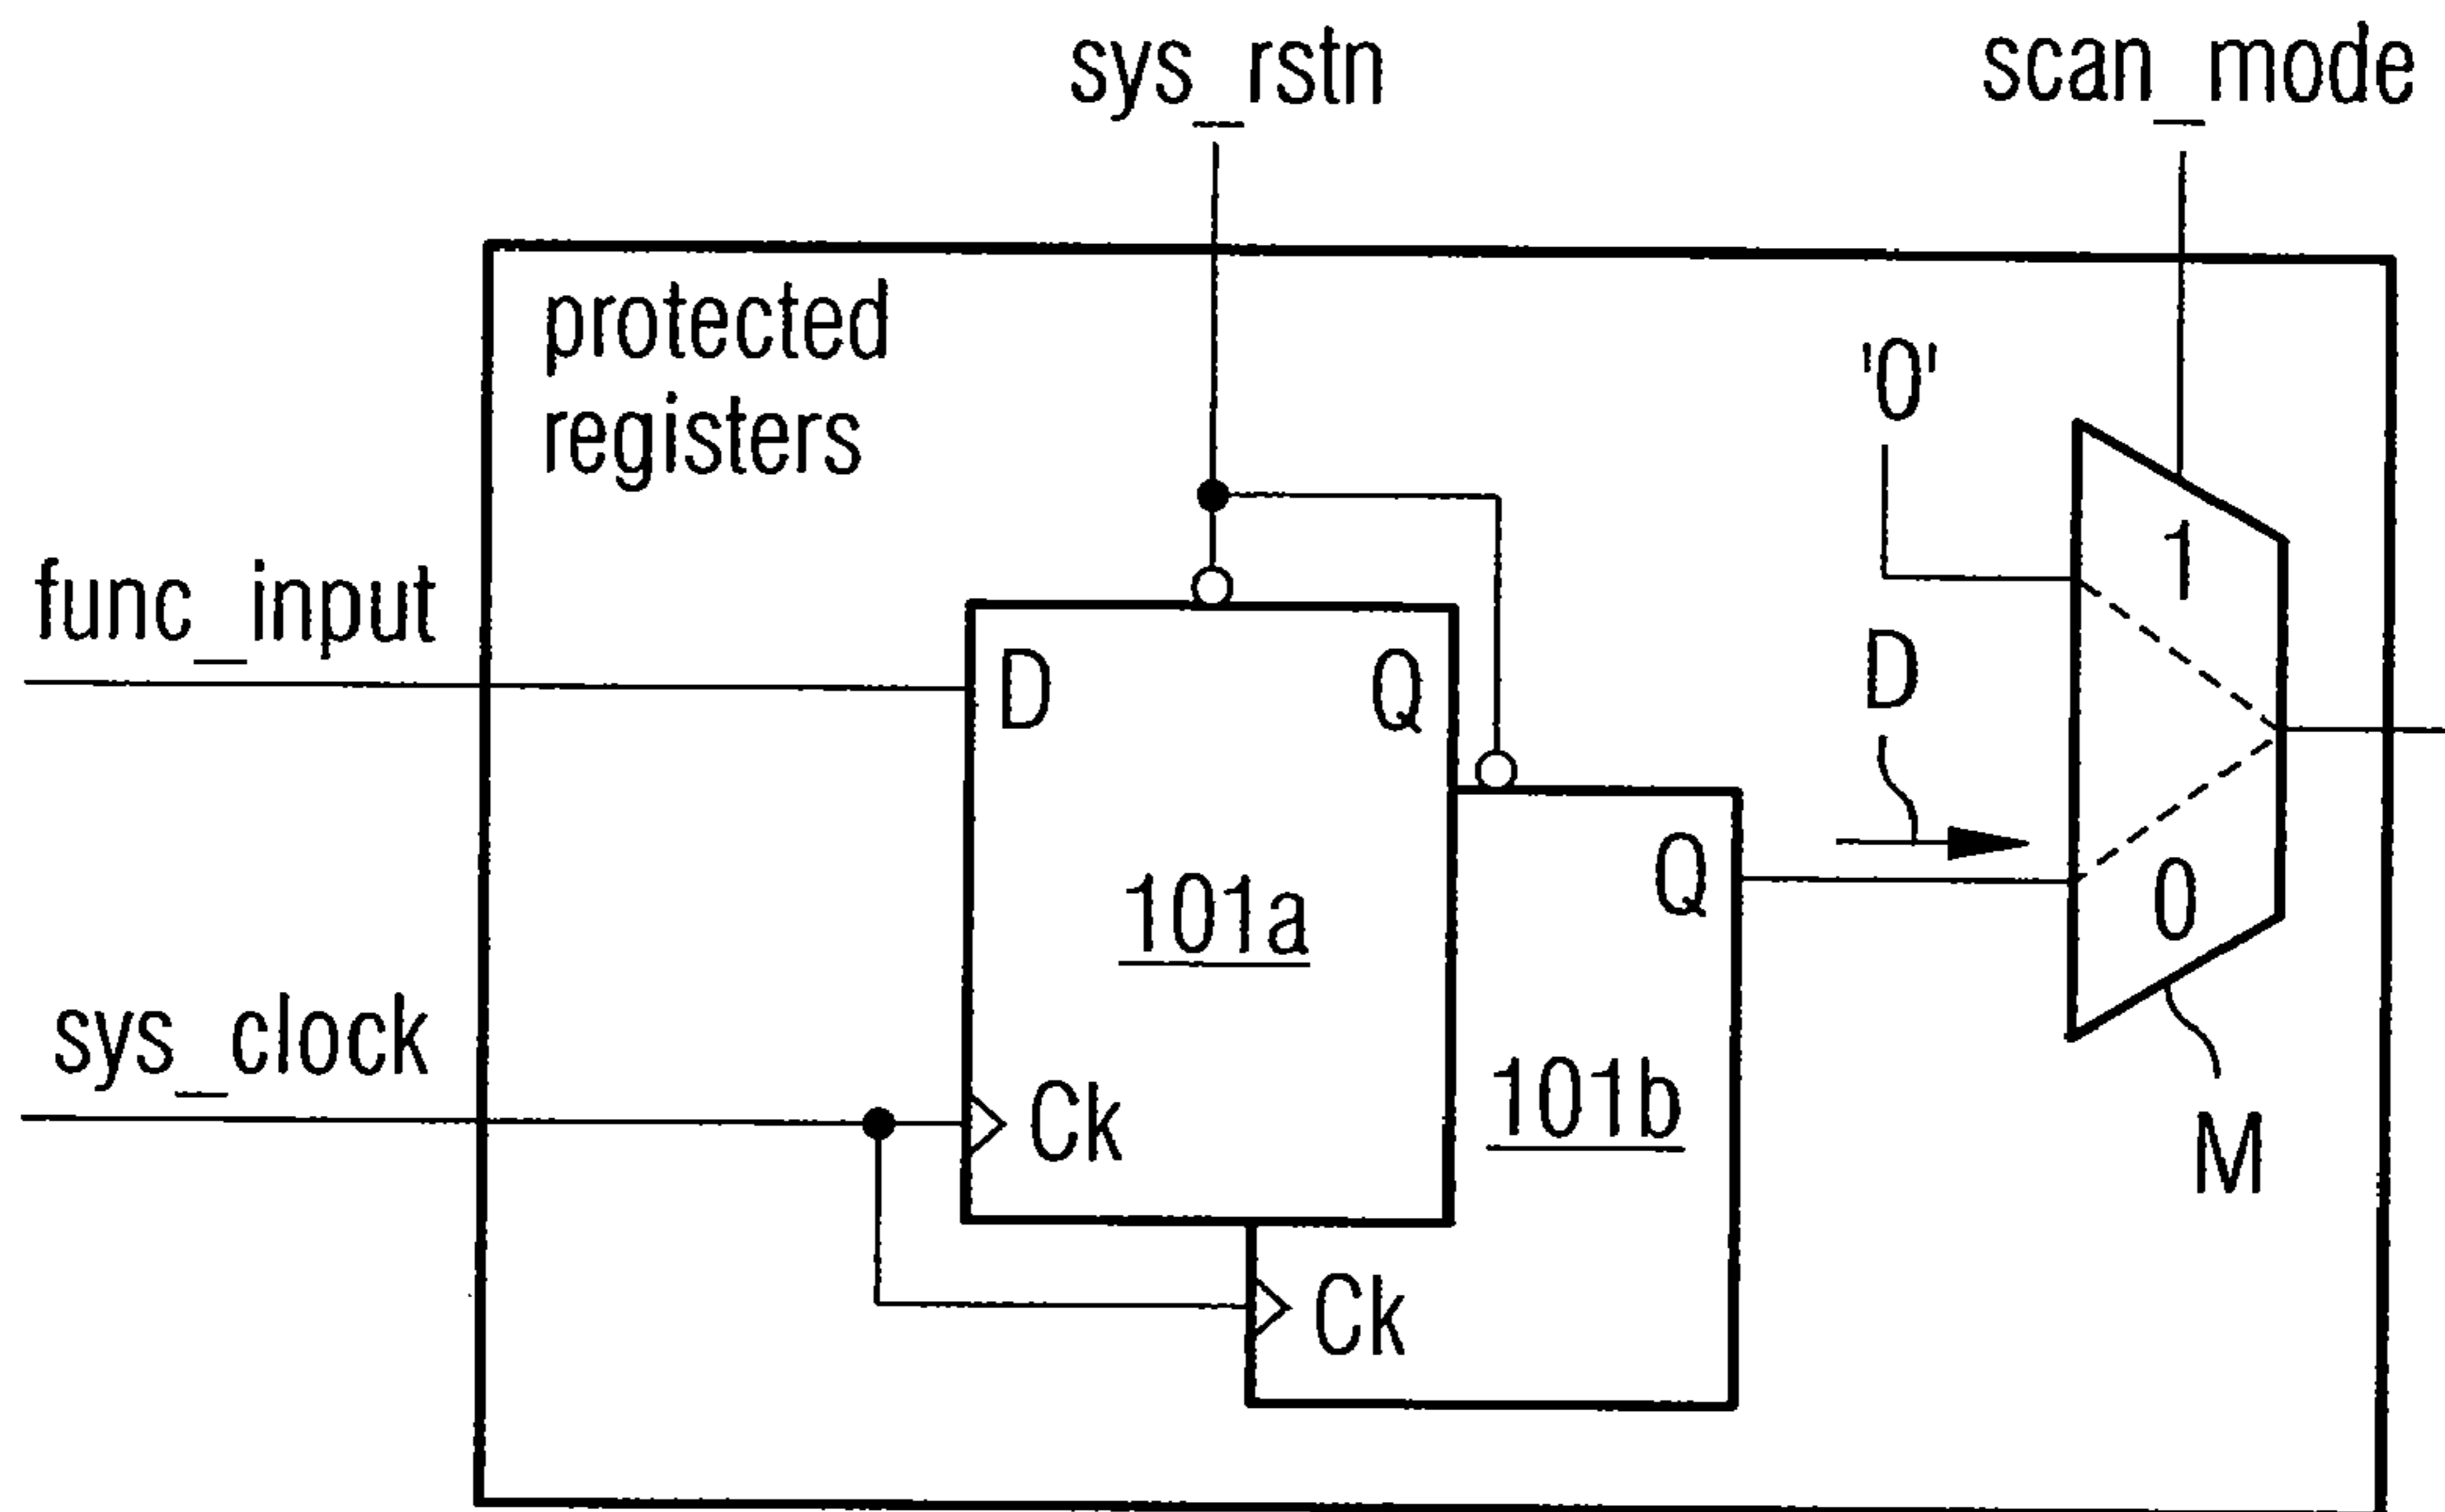 sys_rstn
scan_mode
protected
registers
'0'
1
func_input
D
Q
D
Q
101a
0
sys_clock
Ck
101b
M
Ck